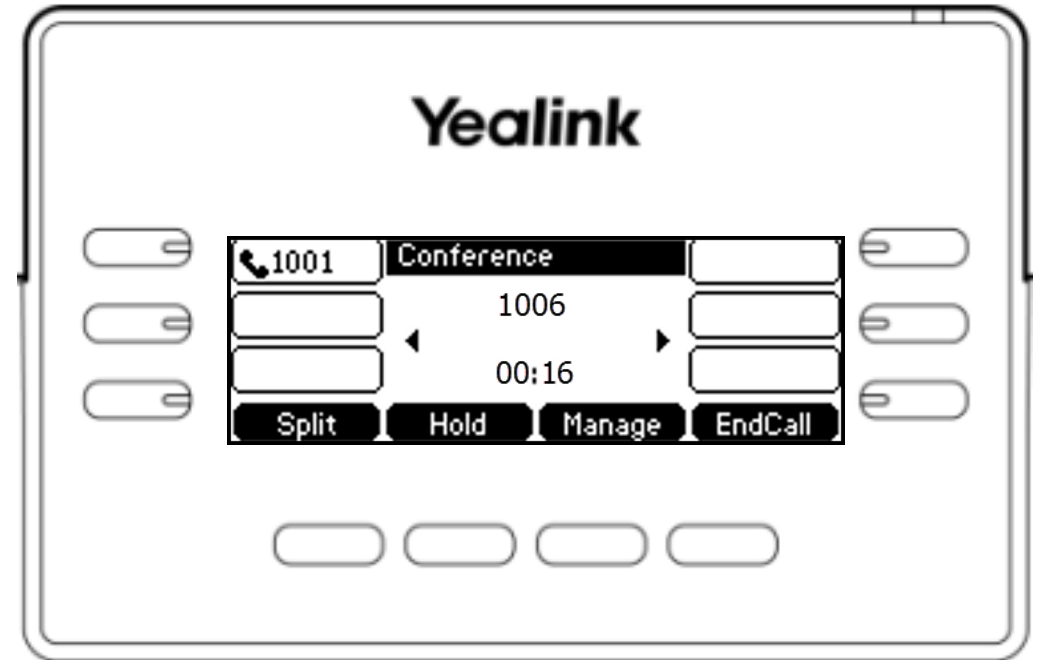 Yealink
1001
Conference
1006
00:16
Split
Hold
Manage
EndCall